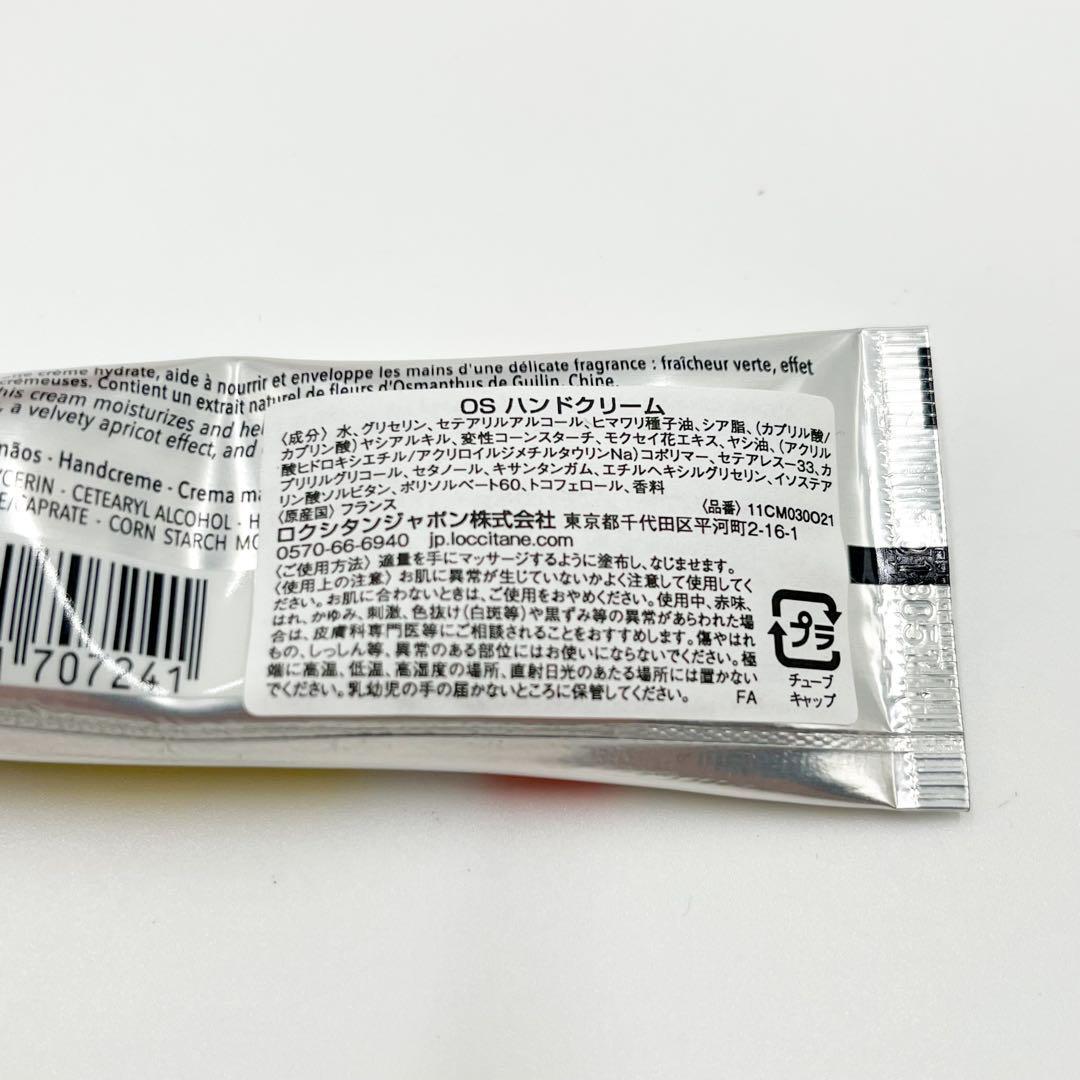 crème hydrate, aide à nourrir et enveloppe les mains d'une délicate fragrance : fraîcheur verte, effet
crémeuses. Contient un extrait naturel de fleurs d'Osmanthus de Guilin, Chine.
his cream moisturizes and
a velvety apricot effect, and
mãos - Handcreme - Crema
CERIN - CETEARYL ALCOHOL -
CAPRATE - CORN STARCH
707241
OS ハンドクリーム
〈成分〉水、グリセリン、セテアリルアルコール、ヒマワリ種子油、シア脂、(カプリル酸/
カプリン酸)ヤシアルキル、変性コーンスターチ、モクセイ花エキス、ヤシ油、(アクリル
酸ヒドロキシエチル/アクリロイルジメチルタウリンNa)コポリマー、セテアレス-33、カ
プリリルグリコール、セタノール、キサンタンガム、エチルヘキシルグリセリン、イソステア
リン酸ソルビタン、ポリソルベート60、トコフェロール、香料
〈原産国〉フランス 〈品番〉11CM030O21
ロクシタンジャポン株式会社 東京都千代田区平河町2-16-1
0570-66-6940 jp.loccitane.com
〈ご使用方法〉適量を手にマッサージするように塗布し、なじませます。
〈使用上の注意〉お肌に異常が生じていないかよく注意して使用してく
ださい。お肌に合わないときは、ご使用をおやめください。使用中、赤味、
はれ、かゆみ、刺激、色抜け(白斑等)や黒ずみ等の異常があらわれた場
合は、皮膚科専門医等にご相談されることをおすすめします。傷やはれ
もの、しっしん等、異常のある部位にはお使いにならないでください。極
端に高温、低温、高湿度の場所、直射日光のあたる場所には置かない
でください。乳幼児の手の届かないところに保管してください。 FA
プラ
チューブ
キャップ